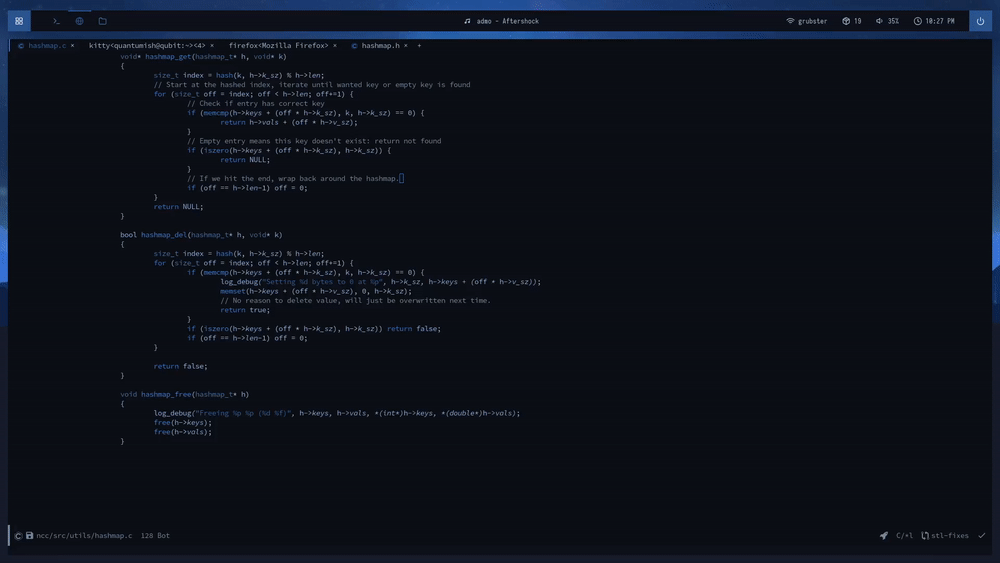 admo - Aftershock
grubster
19
35%
10:27 PM
hashmap.c ×
kitty<quantumish@qubit:~><4> ×
firefox<Mozilla Firefox> ×
hashmap.h ×
+
void* hashmap_get(hashmap_t* h, void* k)
{
size_t index = hash(k, h->k_sz) % h->len;
// Start at the hashed index, iterate until wanted key or empty key is found
for (size_t off = index; off < h->len; off+=1) {
// Check if entry has correct key
if (memcmp(h->keys + (off * h->k_sz), k, h->k_sz) == 0) {
return h->vals + (off * h->v_sz);
}
// Empty entry means this key doesn't exist: return not found
if (iszero(h->keys + (off * h->k_sz), h->k_sz)) {
return NULL;
}
// If we hit the end, wrap back around the hashmap.
if (off == h->len-1) off = 0;
}
return NULL;
}
bool hashmap_del(hashmap_t* h, void* k)
{
size_t index = hash(k, h->k_sz) % h->len;
for (size_t off = index; off < h->len; off+=1) {
if (memcmp(h->keys + (off * h->k_sz), k, h->k_sz) == 0) {
log_debug("Setting %d bytes to 0 at %p", h->k_sz, h->keys + (off * h->v_sz));
memset(h->keys + (off * h->v_sz), 0, h->k_sz);
// No reason to delete value, will just be overwritten next time.
return true;
}
if (iszero(h->keys + (off * h->k_sz), h->k_sz)) return false;
if (off == h->len-1) off = 0;
}
return false;
}
void hashmap_free(hashmap_t* h)
{
log_debug("Freeing %p %p (%d %f)", h->keys, h->vals, *(int*)h->keys, *(double*)h->vals);
free(h->keys);
free(h->vals);
}
ncc/src/utils/hashmap.c 128 Bot
C/*l
stl-fixes